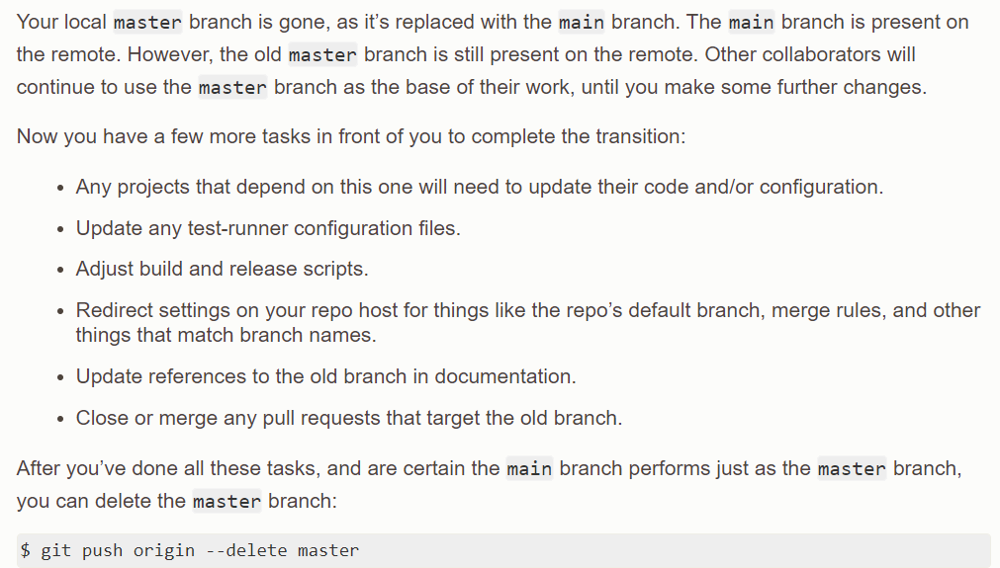 Your local master branch is gone, as it’s replaced with the main branch. The main branch is present on
the remote. However, the old master branch is still present on the remote. Other collaborators will
continue to use the master branch as the base of their work, until you make some further changes.
Now you have a few more tasks in front of you to complete the transition:
• Any projects that depend on this one will need to update their code and/or configuration.
• Update any test-runner configuration files.
• Adjust build and release scripts.
• Redirect settings on your repo host for things like the repo’s default branch, merge rules, and other
things that match branch names.
• Update references to the old branch in documentation.
• Close or merge any pull requests that target the old branch.
After you’ve done all these tasks, and are certain the main branch performs just as the master branch,
you can delete the master branch:
$ git push origin --delete master